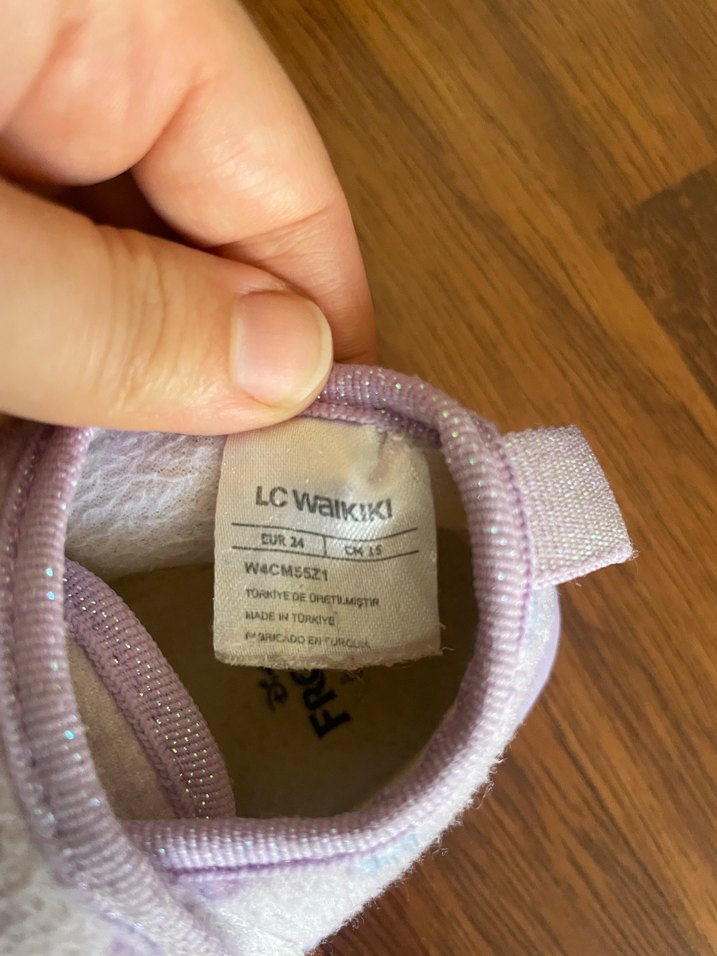 LC WAIKIKI
EUR 24 CM 15
W4CM55Z1
TÜRKİYE'DE ÜRETİLMİŞTİR
MADE IN TÜRKİYE
FABRICADO EN TURQUÍA
FRO